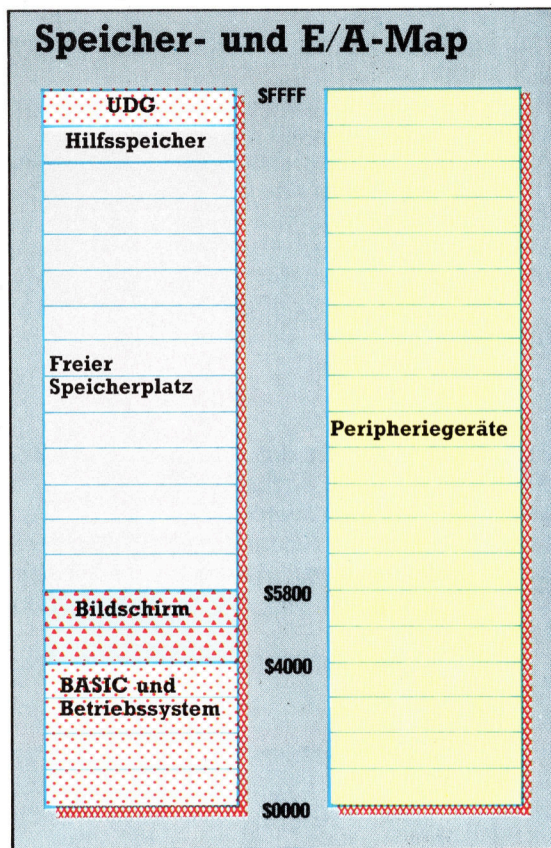 Speicher- und E/A-Map
UDG
$FFFF
Hilfsspeicher
Freier
Speicherplatz
Peripheriegeräte
$5800
Bildschirm
$4000
BASIC und
Betriebssystem
$0000